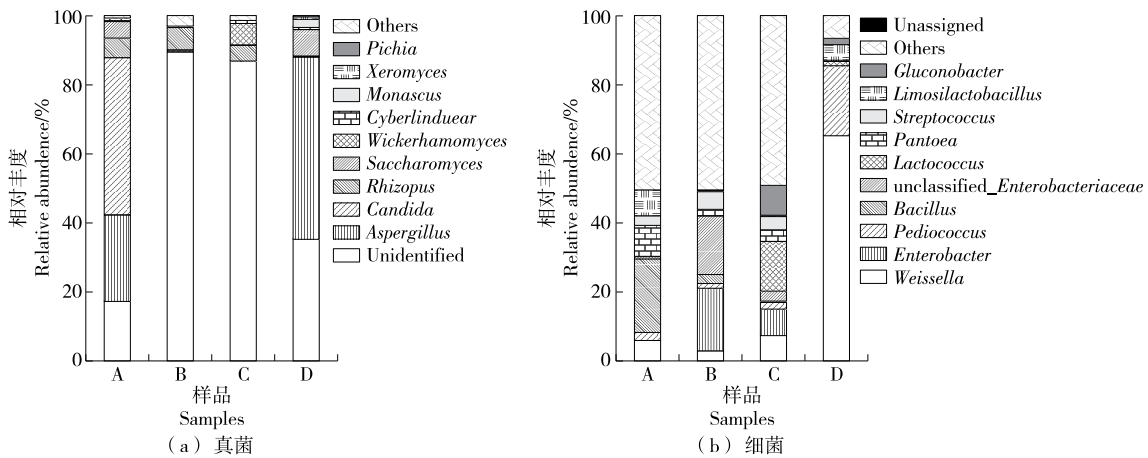 100
80
60
40
20
0
相对丰度/%
Relative abundence/%
A B C D
样品
Samples
（a）真菌
Others
Pichia
Xeromyces
Monascus
Cyberlinduear
Wickerhamomyces
Saccharomyces
Rhizopus
Candida
Aspergillus
Unidentified
100
80
60
40
20
0
相对丰度/%
Relative abundence/%
A B C D
样品
Samples
（b）细菌
Unassigned
Others
Gluconobacter
Limosilactobacillus
Streptococcus
Pantoea
Lactococcus
unclassified_Enterobacteriaceae
Bacillus
Pediococcus
Enterobacter
Weissella